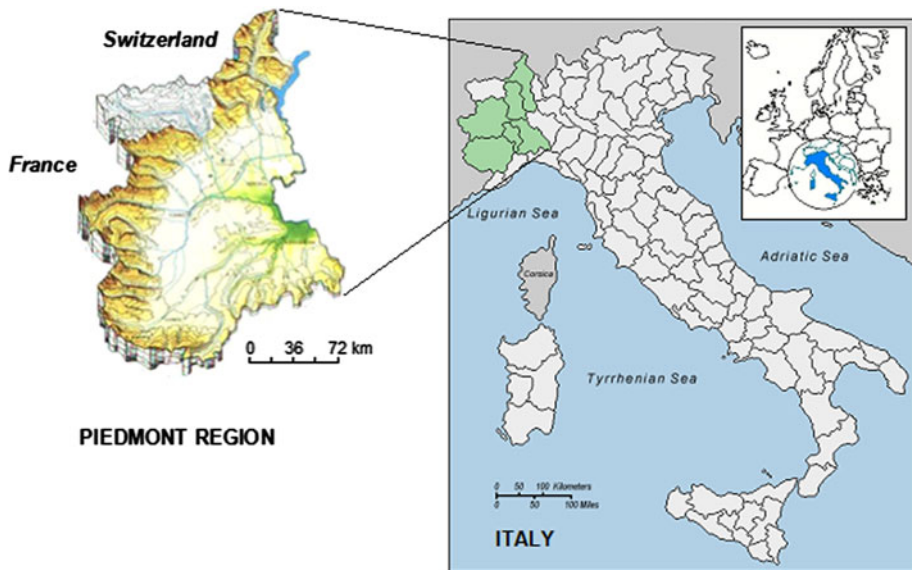 Switzerland
France
0 36 72 km
PIEDMONT REGION
Ligurian Sea
Adriatic Sea
Corsica
Tyrrhenian Sea
0 50 100 Kilometers
0 50 100 Miles
ITALY